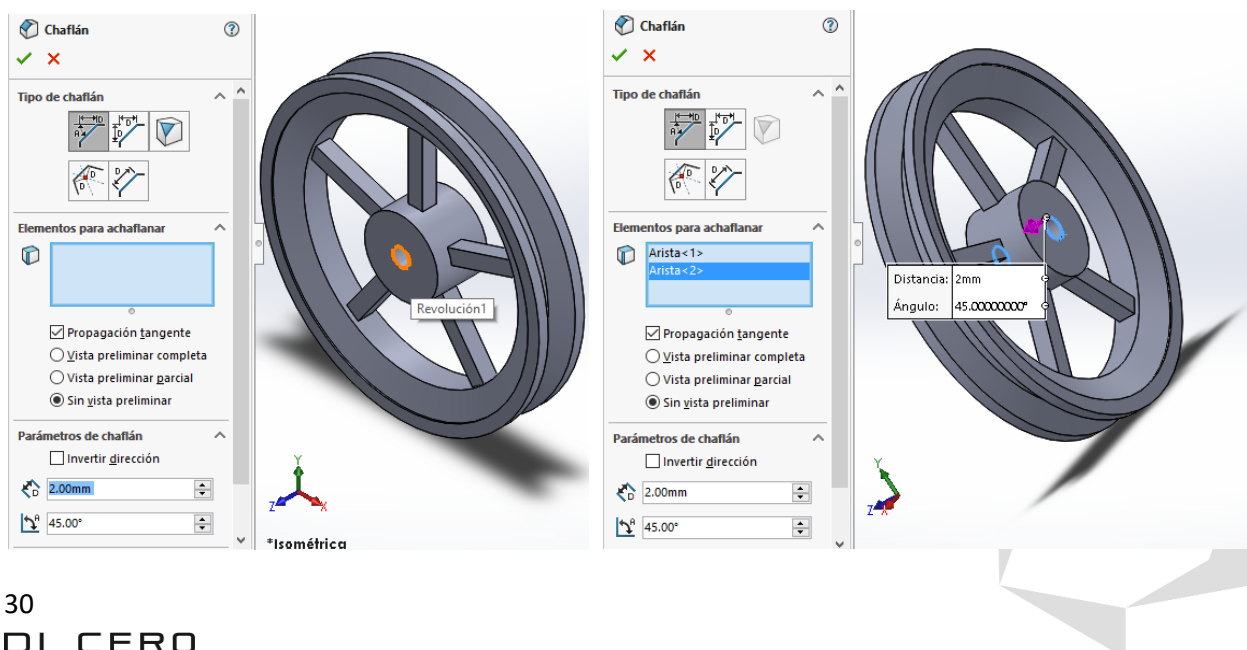 Chaflán
Tipo de chaflán
Elementos para achaflanar
Propagación tangente
Vista preliminar completa
Vista preliminar parcial
Sin vista preliminar
Parámetros de chaflán
Invertir dirección
2.00mm
45.00°
Revolución1
Y
Z
X
*Isométrica
Chaflán
Tipo de chaflán
Elementos para achaflanar
Arista<1>
Arista<2>
Propagación tangente
Vista preliminar completa
Vista preliminar parcial
Sin vista preliminar
Parámetros de chaflán
Invertir dirección
2.00mm
45.00°
Distancia: 2mm
Ángulo: 45.00000000°
Y
Z
X
30
DI CERO